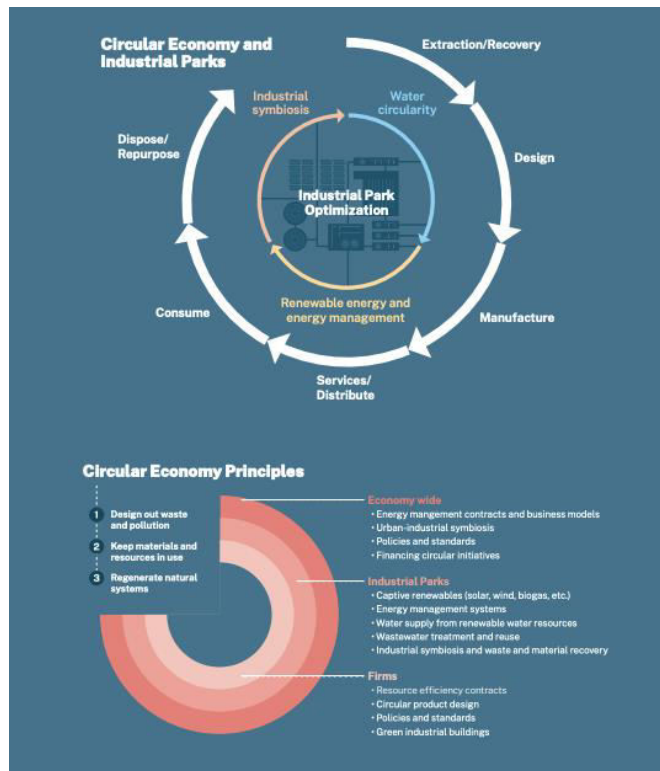 Circular Economy and
Industrial Parks
Extraction/Recovery
Design
Manufacture
Services/
Distribute
Consume
Dispose/
Repurpose
Industrial
symbiosis
Water
circularity
Industrial Park
Optimization
Renewable energy and
energy management
Circular Economy Principles
1 Design out waste
and pollution
2 Keep materials and
resources in use
3 Regenerate natural
systems
Economy wide
• Energy mangement contracts and business models
• Urban-industrial symbiosis
• Policies and standards
• Financing circular initiatives
Industrial Parks
• Captive renewables (solar, wind, biogas, etc.)
• Energy management systems
• Water supply from renewable water resources
• Wastewater treatment and reuse
• Industrial symbiosis and waste and material recovery
Firms
• Resource efficiency contracts
• Circular product design
• Policies and standards
• Green industrial buildings